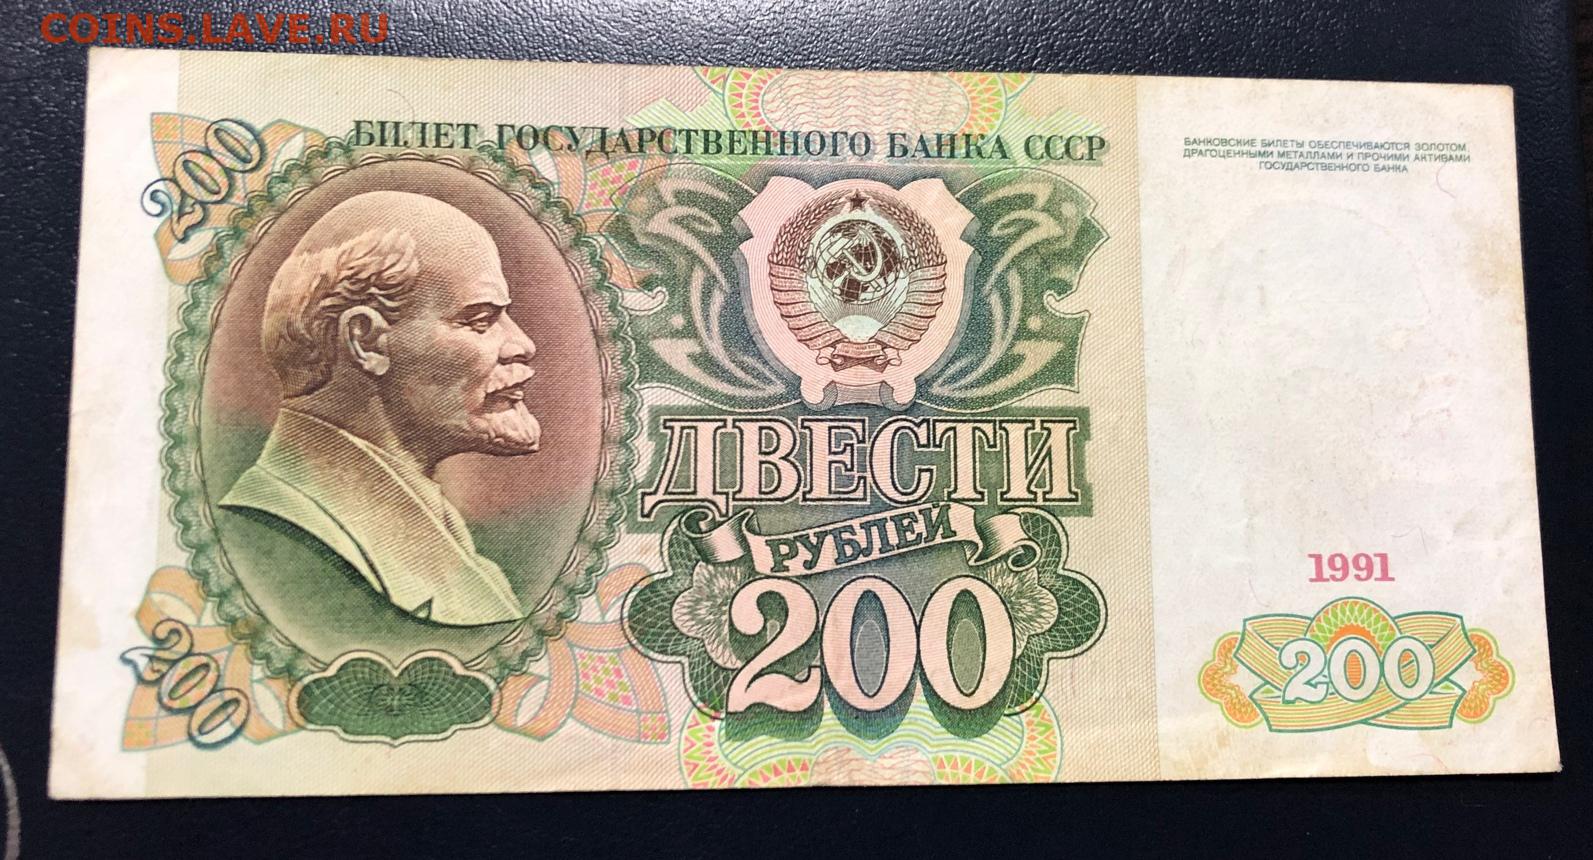 COINS.LAVE.RU
БИЛЕТ ГОСУДАРСТВЕННОГО БАНКА СССР
БАНКОВСКИЕ БИЛЕТЫ ОБЕСПЕЧИВАЮТСЯ ЗОЛОТОМ,
ДРАГОЦЕННЫМИ МЕТАЛЛАМИ И ПРОЧИМИ АКТИВАМИ
ГОСУДАРСТВЕННОГО БАНКА
200
ДВЕСТИ
РУБЛЕЙ
200
1991
200
200